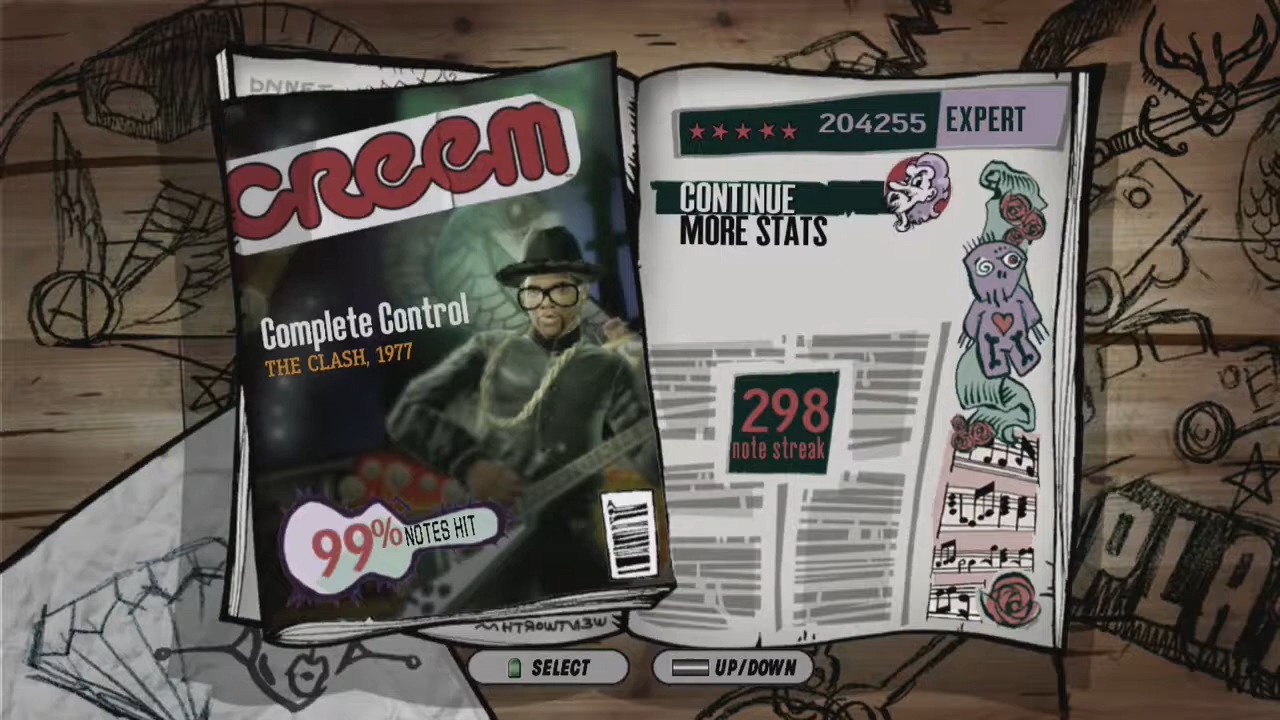 CREEM
Complete Control
THE CLASH, 1977
99% NOTES HIT
204255 EXPERT
CONTINUE
MORE STATS
298
note streak
SELECT
UP/DOWN